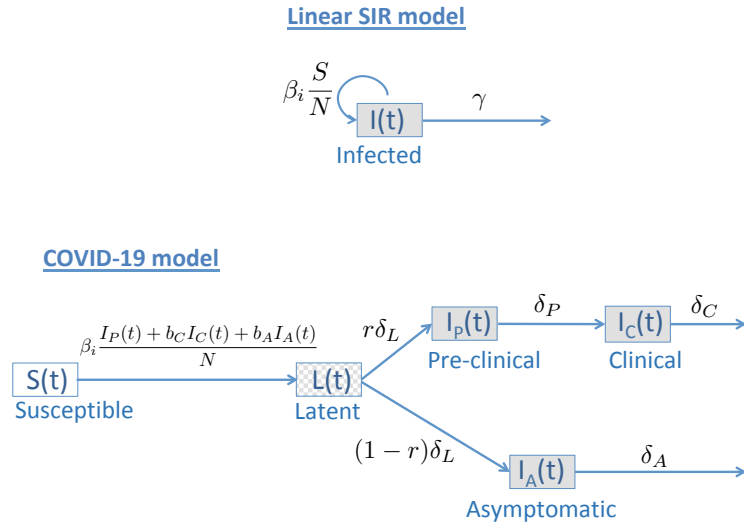 Linear SIR model
β_i S/N
I(t)
γ
Infected
COVID-19 model
β_i (I_P(t) + b_C I_C(t) + b_A I_A(t))/N
rδ_L
I_P(t)
δ_P
I_C(t)
δ_C
Pre-clinical
Clinical
S(t)
L(t)
Susceptible
Latent
(1 − r)δ_L
I_A(t)
δ_A
Asymptomatic